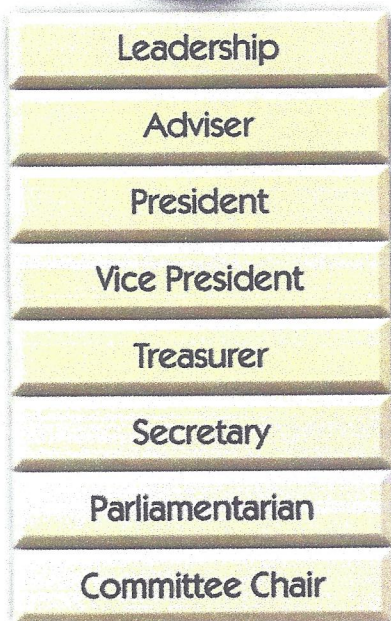 Leadership
Adviser
President
Vice President
Treasurer
Secretary
Parliamentarian
Committee Chair